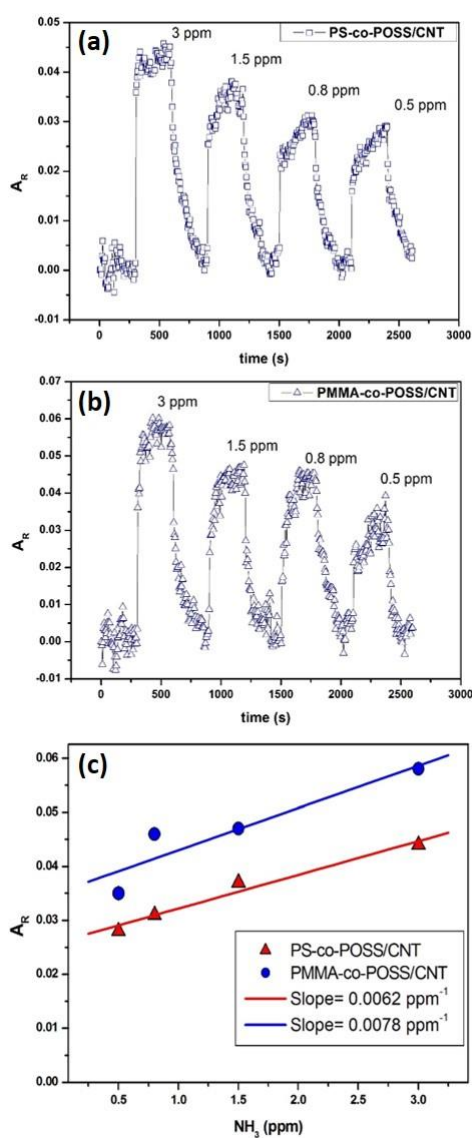 (a)
PS-co-POSS/CNT
3 ppm
1.5 ppm
0.8 ppm
0.5 ppm
0.05
0.04
0.03
0.02
0.01
0.00
-0.01
A_R
0 500 1000 1500 2000 2500 3000
time (s)
(b)
PMMA-co-POSS/CNT
3 ppm
1.5 ppm
0.8 ppm
0.5 ppm
0.07
0.06
0.05
0.04
0.03
0.02
0.01
0.00
-0.01
A_R
0 500 1000 1500 2000 2500 3000
time (s)
(c)
0.06
0.05
0.04
0.03
0.02
0.01
0.00
A_R
PS-co-POSS/CNT
PMMA-co-POSS/CNT
Slope= 0.0062 ppm⁻¹
Slope= 0.0078 ppm⁻¹
0.5 1.0 1.5 2.0 2.5 3.0
NH₃ (ppm)